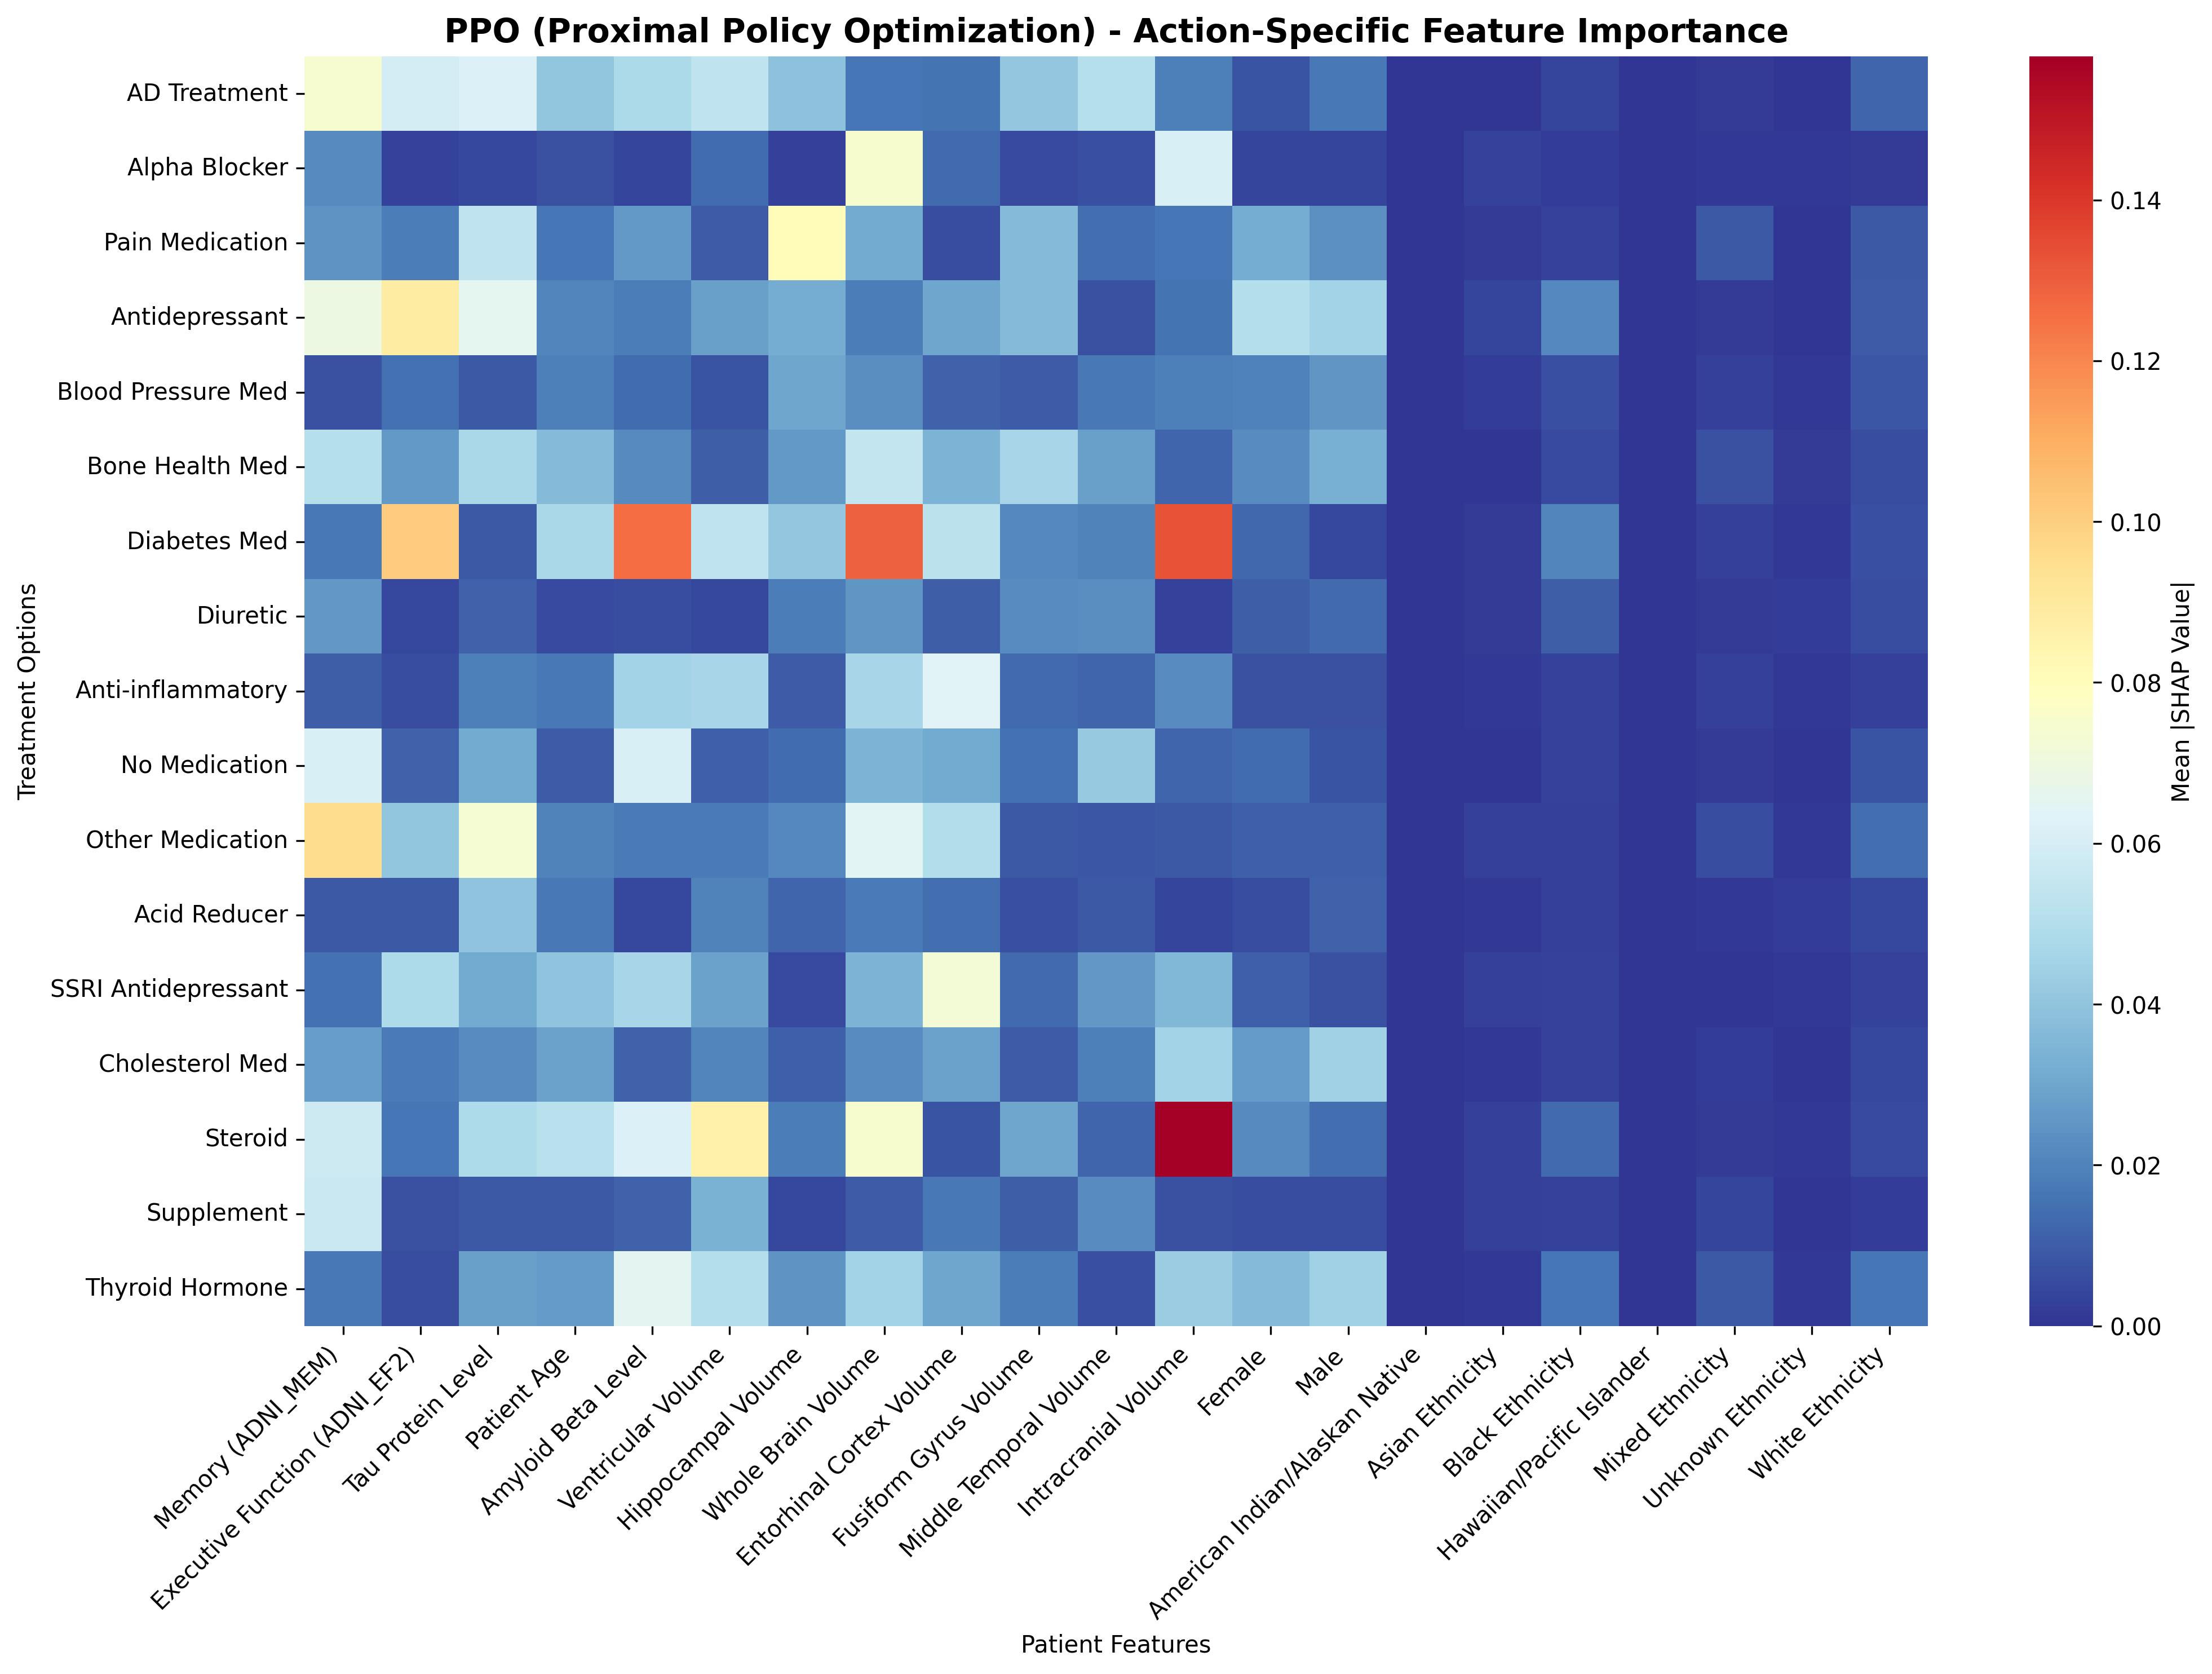 PPO (Proximal Policy Optimization) - Action-Specific Feature Importance
Treatment Options
AD Treatment
Alpha Blocker
Pain Medication
Antidepressant
Blood Pressure Med
Bone Health Med
Diabetes Med
Diuretic
Anti-inflammatory
No Medication
Other Medication
Acid Reducer
SSRI Antidepressant
Cholesterol Med
Steroid
Supplement
Thyroid Hormone
Memory (ADNI_MEM)
Executive Function (ADNI_EF2)
Tau Protein Level
Patient Age
Amyloid Beta Level
Ventricular Volume
Hippocampal Volume
Whole Brain Volume
Entorhinal Cortex Volume
Fusiform Gyrus Volume
Middle Temporal Volume
Intracranial Volume
Female
Male
American Indian/Alaskan Native
Asian Ethnicity
Black Ethnicity
Hawaiian/Pacific Islander
Mixed Ethnicity
Unknown Ethnicity
White Ethnicity
Patient Features
0.14
0.12
0.10
0.08
0.06
0.04
0.02
0.00
Mean |SHAP Value|